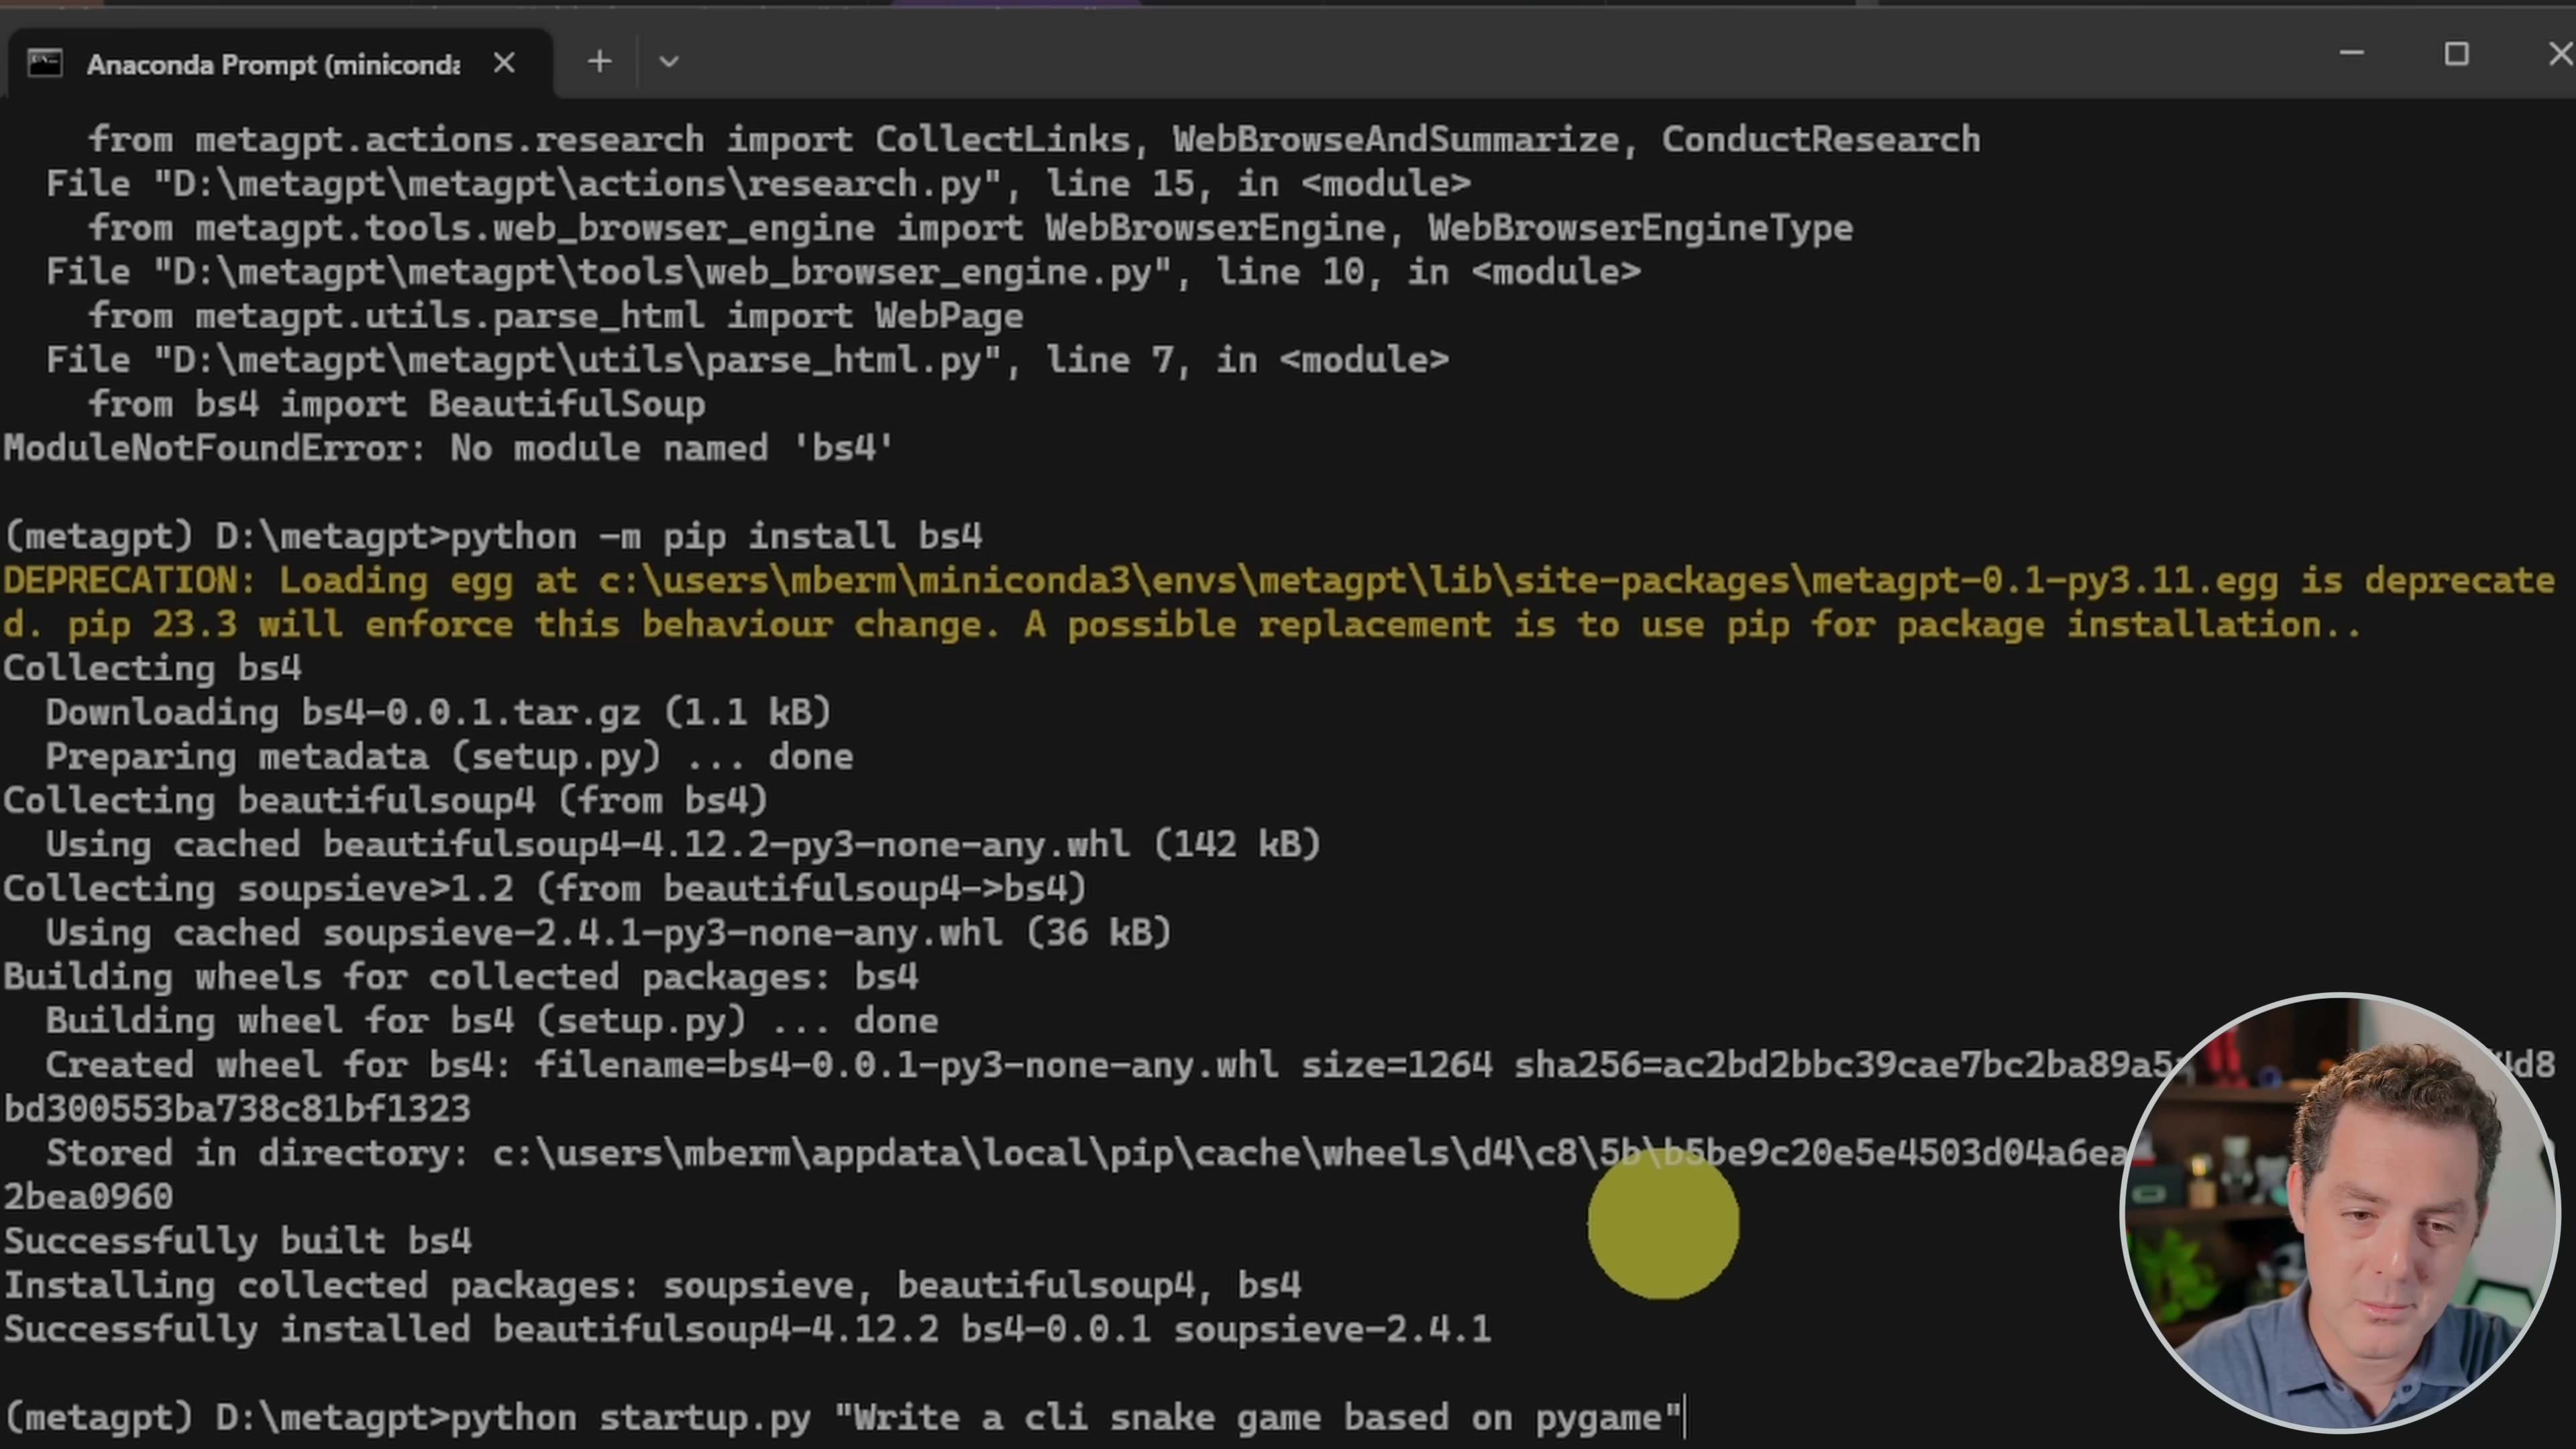 Anaconda Prompt (miniconda
from metagpt.actions.research import CollectLinks, WebBrowseAndSummarize, ConductResearch
File "D:\metagpt\metagpt\actions\research.py", line 15, in <module>
from metagpt.tools.web_browser_engine import WebBrowserEngine, WebBrowserEngineType
File "D:\metagpt\metagpt\tools\web_browser_engine.py", line 10, in <module>
from metagpt.utils.parse_html import WebPage
File "D:\metagpt\metagpt\utils\parse_html.py", line 7, in <module>
from bs4 import BeautifulSoup
ModuleNotFoundError: No module named 'bs4'
(metagpt) D:\metagpt>python -m pip install bs4
DEPRECATION: Loading egg at c:\users\mberm\miniconda3\envs\metagpt\lib\site-packages\metagpt-0.1-py3.11.egg is deprecate
d. pip 23.3 will enforce this behaviour change. A possible replacement is to use pip for package installation..
Collecting bs4
Downloading bs4-0.0.1.tar.gz (1.1 kB)
Preparing metadata (setup.py) ... done
Collecting beautifulsoup4 (from bs4)
Using cached beautifulsoup4-4.12.2-py3-none-any.whl (142 kB)
Collecting soupsieve>1.2 (from beautifulsoup4->bs4)
Using cached soupsieve-2.4.1-py3-none-any.whl (36 kB)
Building wheels for collected packages: bs4
Building wheel for bs4 (setup.py) ... done
Created wheel for bs4: filename=bs4-0.0.1-py3-none-any.whl size=1264 sha256=ac2bd2bbc39cae7bc2ba89a5 4d8
bd300553ba738c81bf1323
Stored in directory: c:\users\mberm\appdata\local\pip\cache\wheels\d4\c8\5b\b5be9c20e5e4503d04a6ea
2bea0960
Successfully built bs4
Installing collected packages: soupsieve, beautifulsoup4, bs4
Successfully installed beautifulsoup4-4.12.2 bs4-0.0.1 soupsieve-2.4.1
(metagpt) D:\metagpt>python startup.py "Write a cli snake game based on pygame"